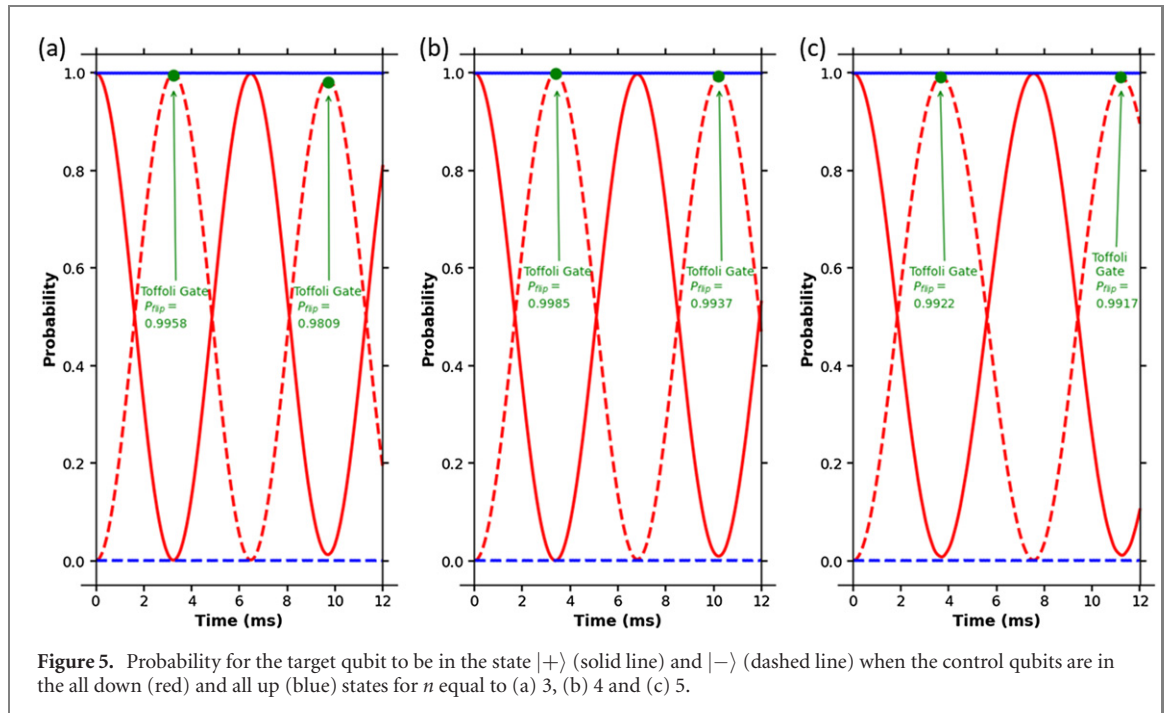 (a)
1.0
0.8
0.6
0.4
0.2
0.0
Probability
0 2 4 6 8 10 12
Time (ms)
Toffoli Gate
P_flip =
0.9958
Toffoli Gate
P_flip =
0.9809
(b)
1.0
0.8
0.6
0.4
0.2
0.0
Probability
0 2 4 6 8 10 12
Time (ms)
Toffoli Gate
P_flip =
0.9985
Toffoli Gate
P_flip =
0.9937
(c)
1.0
0.8
0.6
0.4
0.2
0.0
Probability
0 2 4 6 8 10 12
Time (ms)
Toffoli Gate
P_flip =
0.9922
Toffoli
Gate
P_flip =
0.9917
Figure 5. Probability for the target qubit to be in the state |+⟩ (solid line) and |−⟩ (dashed line) when the control qubits are in
the all down (red) and all up (blue) states for n equal to (a) 3, (b) 4 and (c) 5.